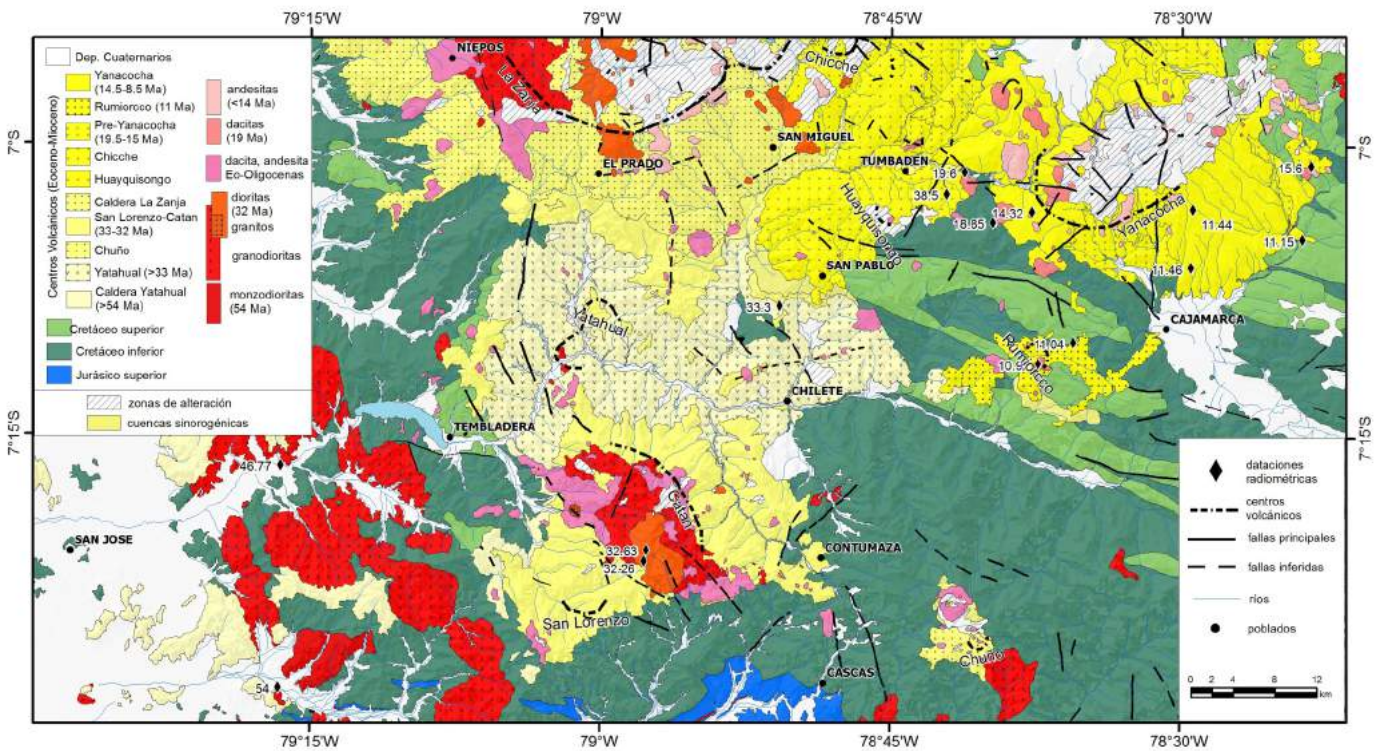 79°15'W 79°W 78°45'W 78°30'W
Dep. Cuaternarios
Centros Volcánicos (Eoceno-Mioceno)
Yanacocha
(14.5-8.5 Ma)
Rumiorcco (11 Ma)
Pre-Yanacocha
(19.5-15 Ma)
Chicche
Huayquisongo
Caldera La Zanja
San Lorenzo-Catan
(33-32 Ma)
Chuño
Yatahual (>33 Ma)
Caldera Yatahual
(>54 Ma)
andesitas
(<14 Ma)
dacitas
(19 Ma)
dacita, andesita
Eo-Oligocenas
dioritas
(32 Ma)
granitos
granodioritas
monzodioritas
(54 Ma)
Cretáceo superior
Cretáceo inferior
Jurásico superior
zonas de alteración
cuencas sinorogénicas
NIEPOS
La Zanja
Chicche
7°S
SAN MIGUEL
7°S
EL PRADO
TUMBADEN
19.6
15.6
38.5
Huayquisongo
14.32
16.65
Yanacocha
11.44
11.15
SAN PABLO
11.46
33.3
Yatahual
CAJAMARCA
11.04
Rumiorcco
10.9
CHILETE
TEMBLADERA
7°15'S
7°15'S
46.77
Catan
SAN JOSE
32.63
32.26
CONTUMAZA
San Lorenzo
Chuño
CASCAS
54
dataciones
radiométricas
centros
volcánicos
fallas principales
fallas inferidas
ríos
poblados
0 2 4 6 8 12
km
79°15'W 79°W 78°45'W 78°30'W